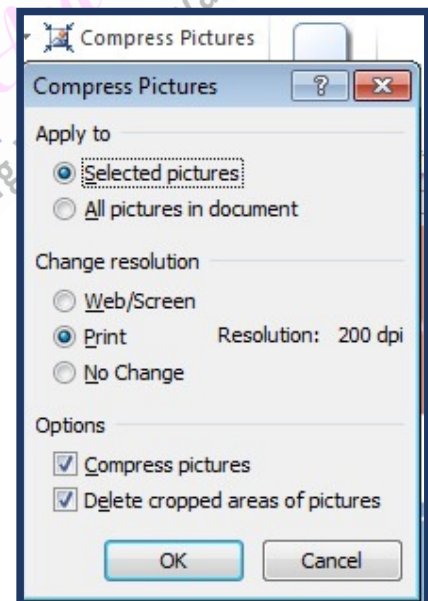 Compress Pictures
Compress Pictures
?
Apply to
Selected pictures
All pictures in document
Change resolution
Web/Screen
Print Resolution: 200 dpi
No Change
Options
Compress pictures
Delete cropped areas of pictures
OK Cancel